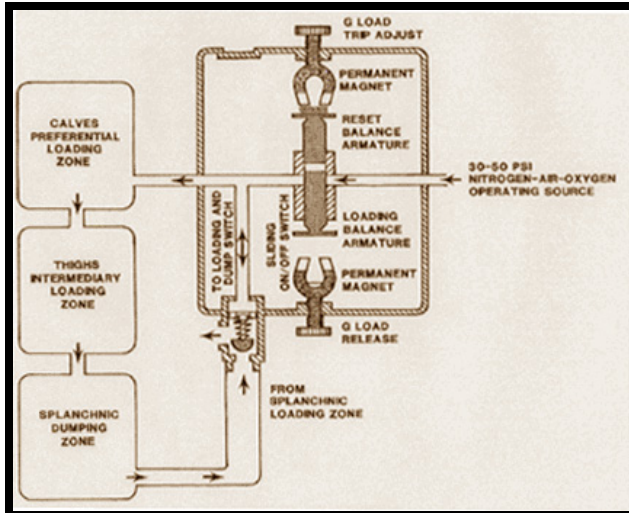 G LOAD
TRIP ADJUST
PERMANENT
MAGNET
RESET
BALANCE
ARMATURE
CALVES
PREFERENTIAL
LOADING
ZONE
30-50 PSI
NITROGEN-AIR-OXYGEN
OPERATING SOURCE
TO LOADING AND
DUMP SWITCH
SLIDING
ON/OFF SWITCH
LOADING
BALANCE
ARMATURE
THIGHS
INTERMEDIARY
LOADING
ZONE
PERMANENT
MAGNET
G LOAD
RELEASE
SPLANCHNIC
DUMPING
ZONE
FROM
SPLANCHNIC
LOADING ZONE